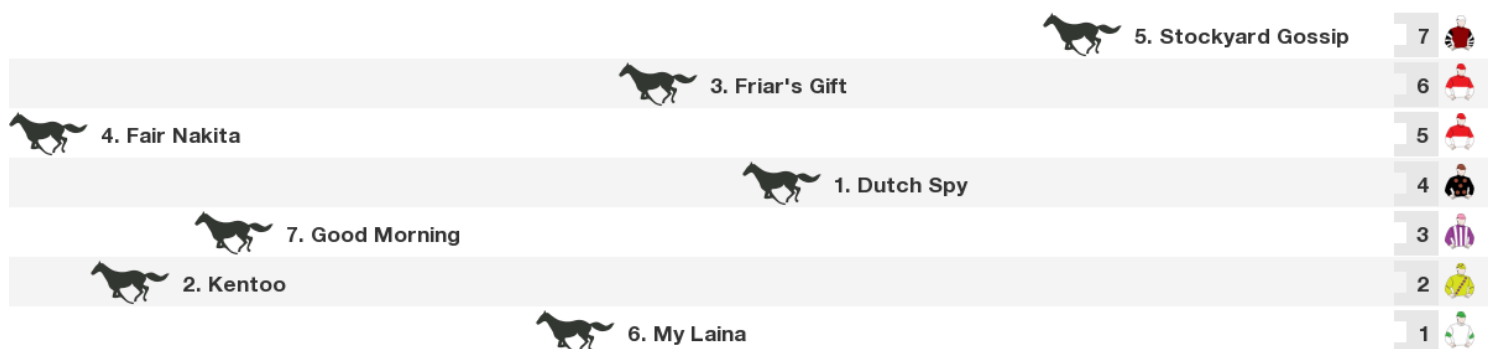 5. Stockyard Gossip 7
3. Friar's Gift 6
4. Fair Nakita 5
1. Dutch Spy 4
7. Good Morning 3
2. Kentoo 2
6. My Laina 1